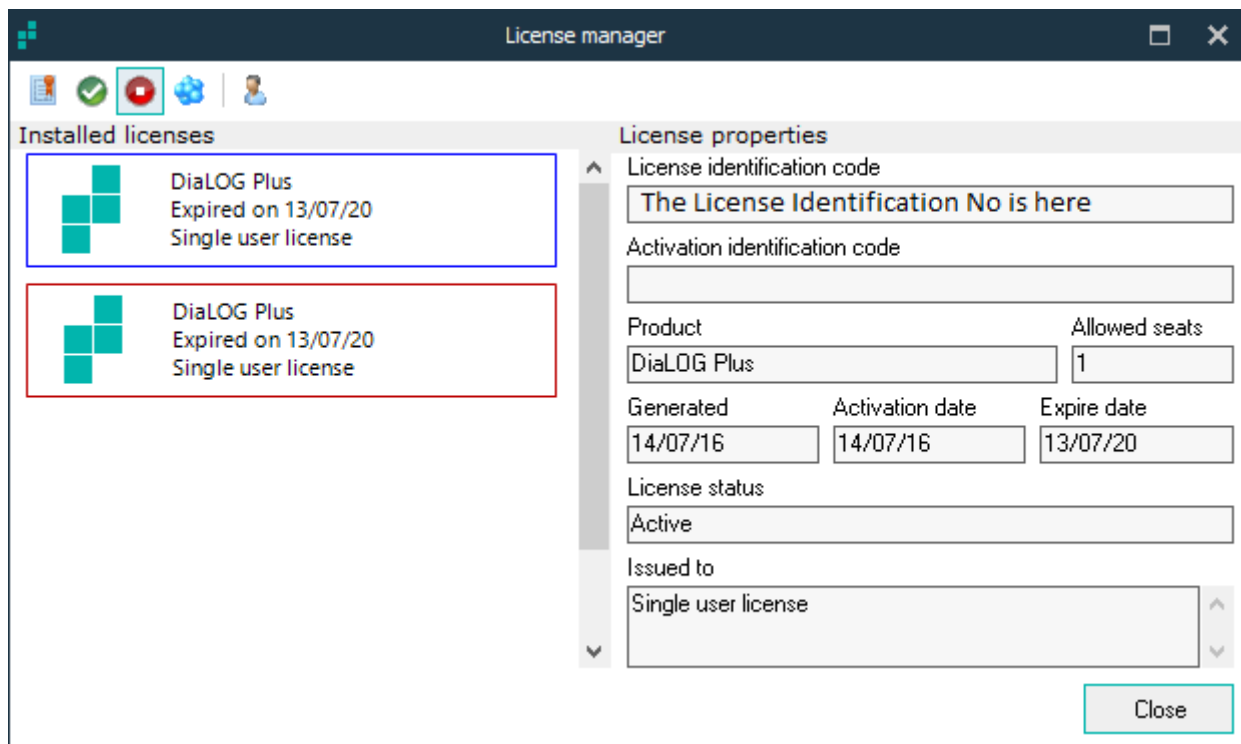 License manager
Installed licenses
DiaLOG Plus
Expired on 13/07/20
Single user license
DiaLOG Plus
Expired on 13/07/20
Single user license
License properties
License identification code
The License Identification No is here
Activation identification code
Product
Allowed seats
DiaLOG Plus
1
Generated
Activation date
Expire date
14/07/16
14/07/16
13/07/20
License status
Active
Issued to
Single user license
Close